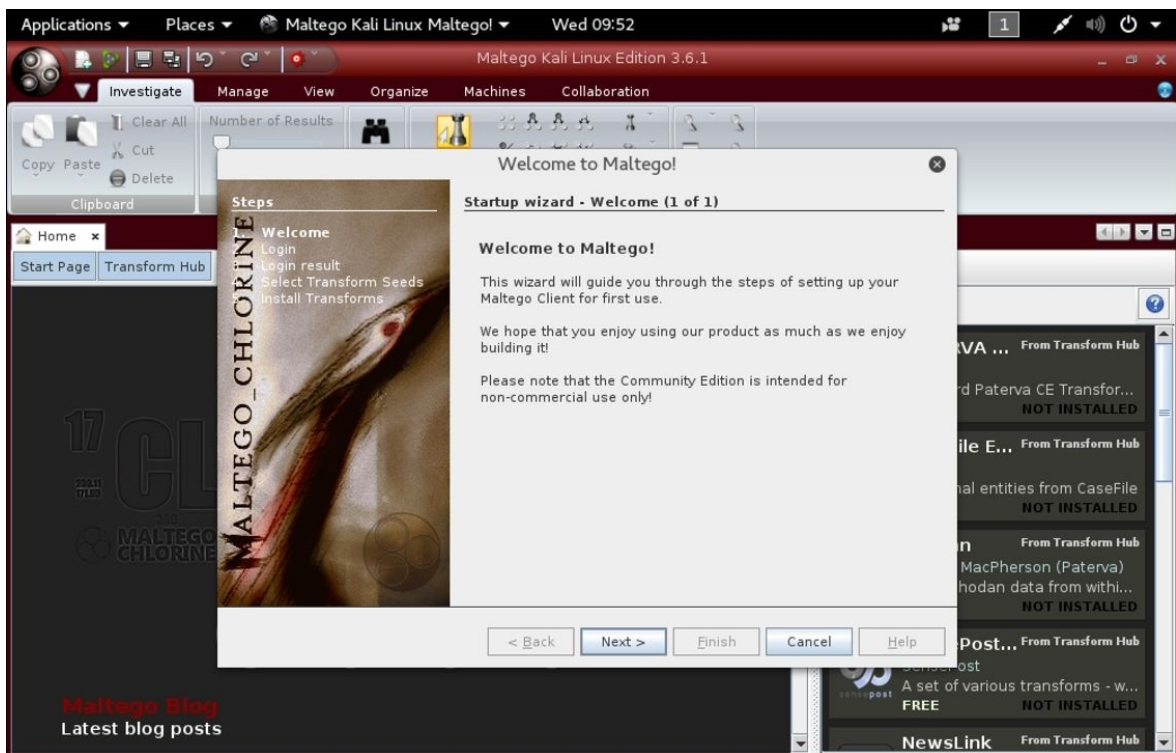 Applications Places Maltego Kali Linux Maltego! Wed 09:52 1
Maltego Kali Linux Edition 3.6.1
Investigate Manage View Organize Machines Collaboration
Copy Paste Clear All Cut Delete
Clipboard
Number of Results
Home
Start Page Transform Hub
Welcome to Maltego!
Steps
1. Welcome
Login
Login result
Select Transform Seeds
Install Transforms
MALTEGO_CHLORINE
Startup wizard - Welcome (1 of 1)
Welcome to Maltego!
This wizard will guide you through the steps of setting up your
Maltego Client for first use.
We hope that you enjoy using our product as much as we enjoy
building it!
Please note that the Community Edition is intended for
non-commercial use only!
< Back Next > Finish Cancel Help
17 CL
MALTEGO
CHLORINE
Maltego Blog
Latest blog posts
VA ... From Transform Hub
rd Paterva CE Transfor...
NOT INSTALLED
ile E... From Transform Hub
nal entities from CaseFile
NOT INSTALLED
n From Transform Hub
MacPherson (Paterva)
hodan data from withi...
NOT INSTALLED
ePost... From Transform Hub
SensePost
sensepost
A set of various transforms - w...
FREE NOT INSTALLED
NewsLink From Transform Hub